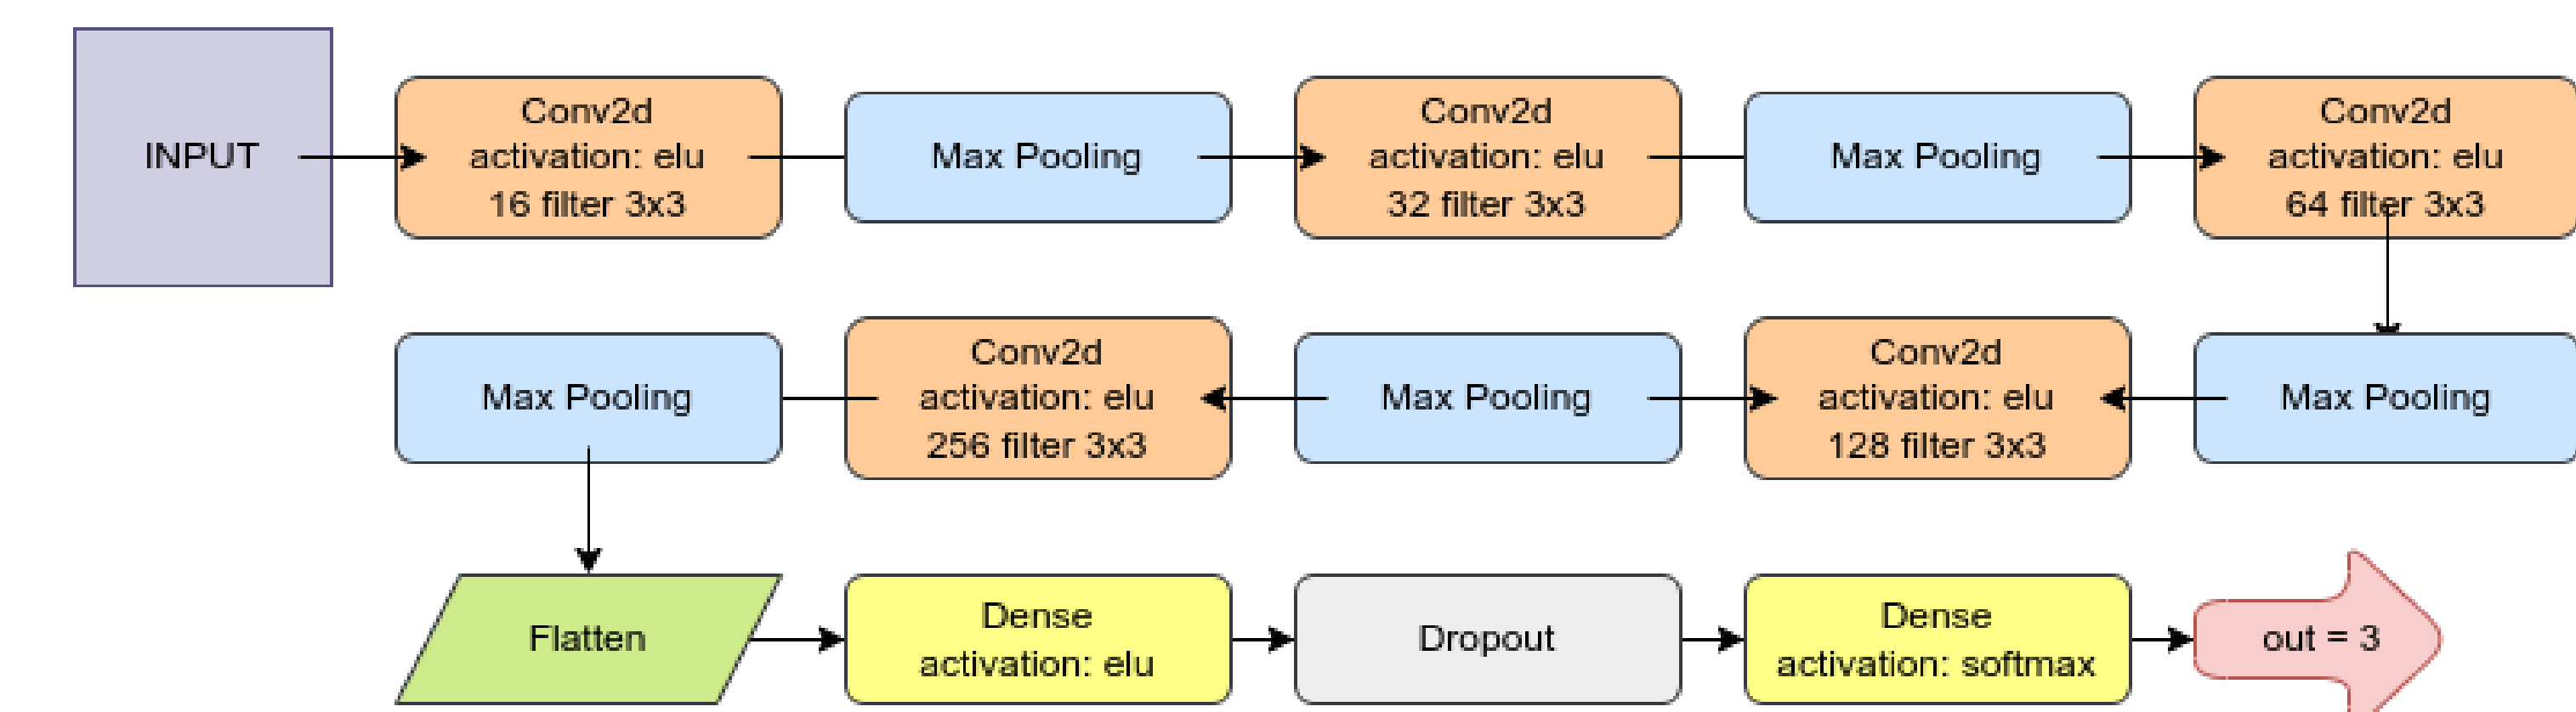 INPUT
Conv2d
activation: elu
16 filter 3x3
Max Pooling
Conv2d
activation: elu
32 filter 3x3
Max Pooling
Conv2d
activation: elu
64 filter 3x3
Max Pooling
Conv2d
activation: elu
256 filter 3x3
Max Pooling
Conv2d
activation: elu
128 filter 3x3
Max Pooling
Flatten
Dense
activation: elu
Dropout
Dense
activation: softmax
out = 3